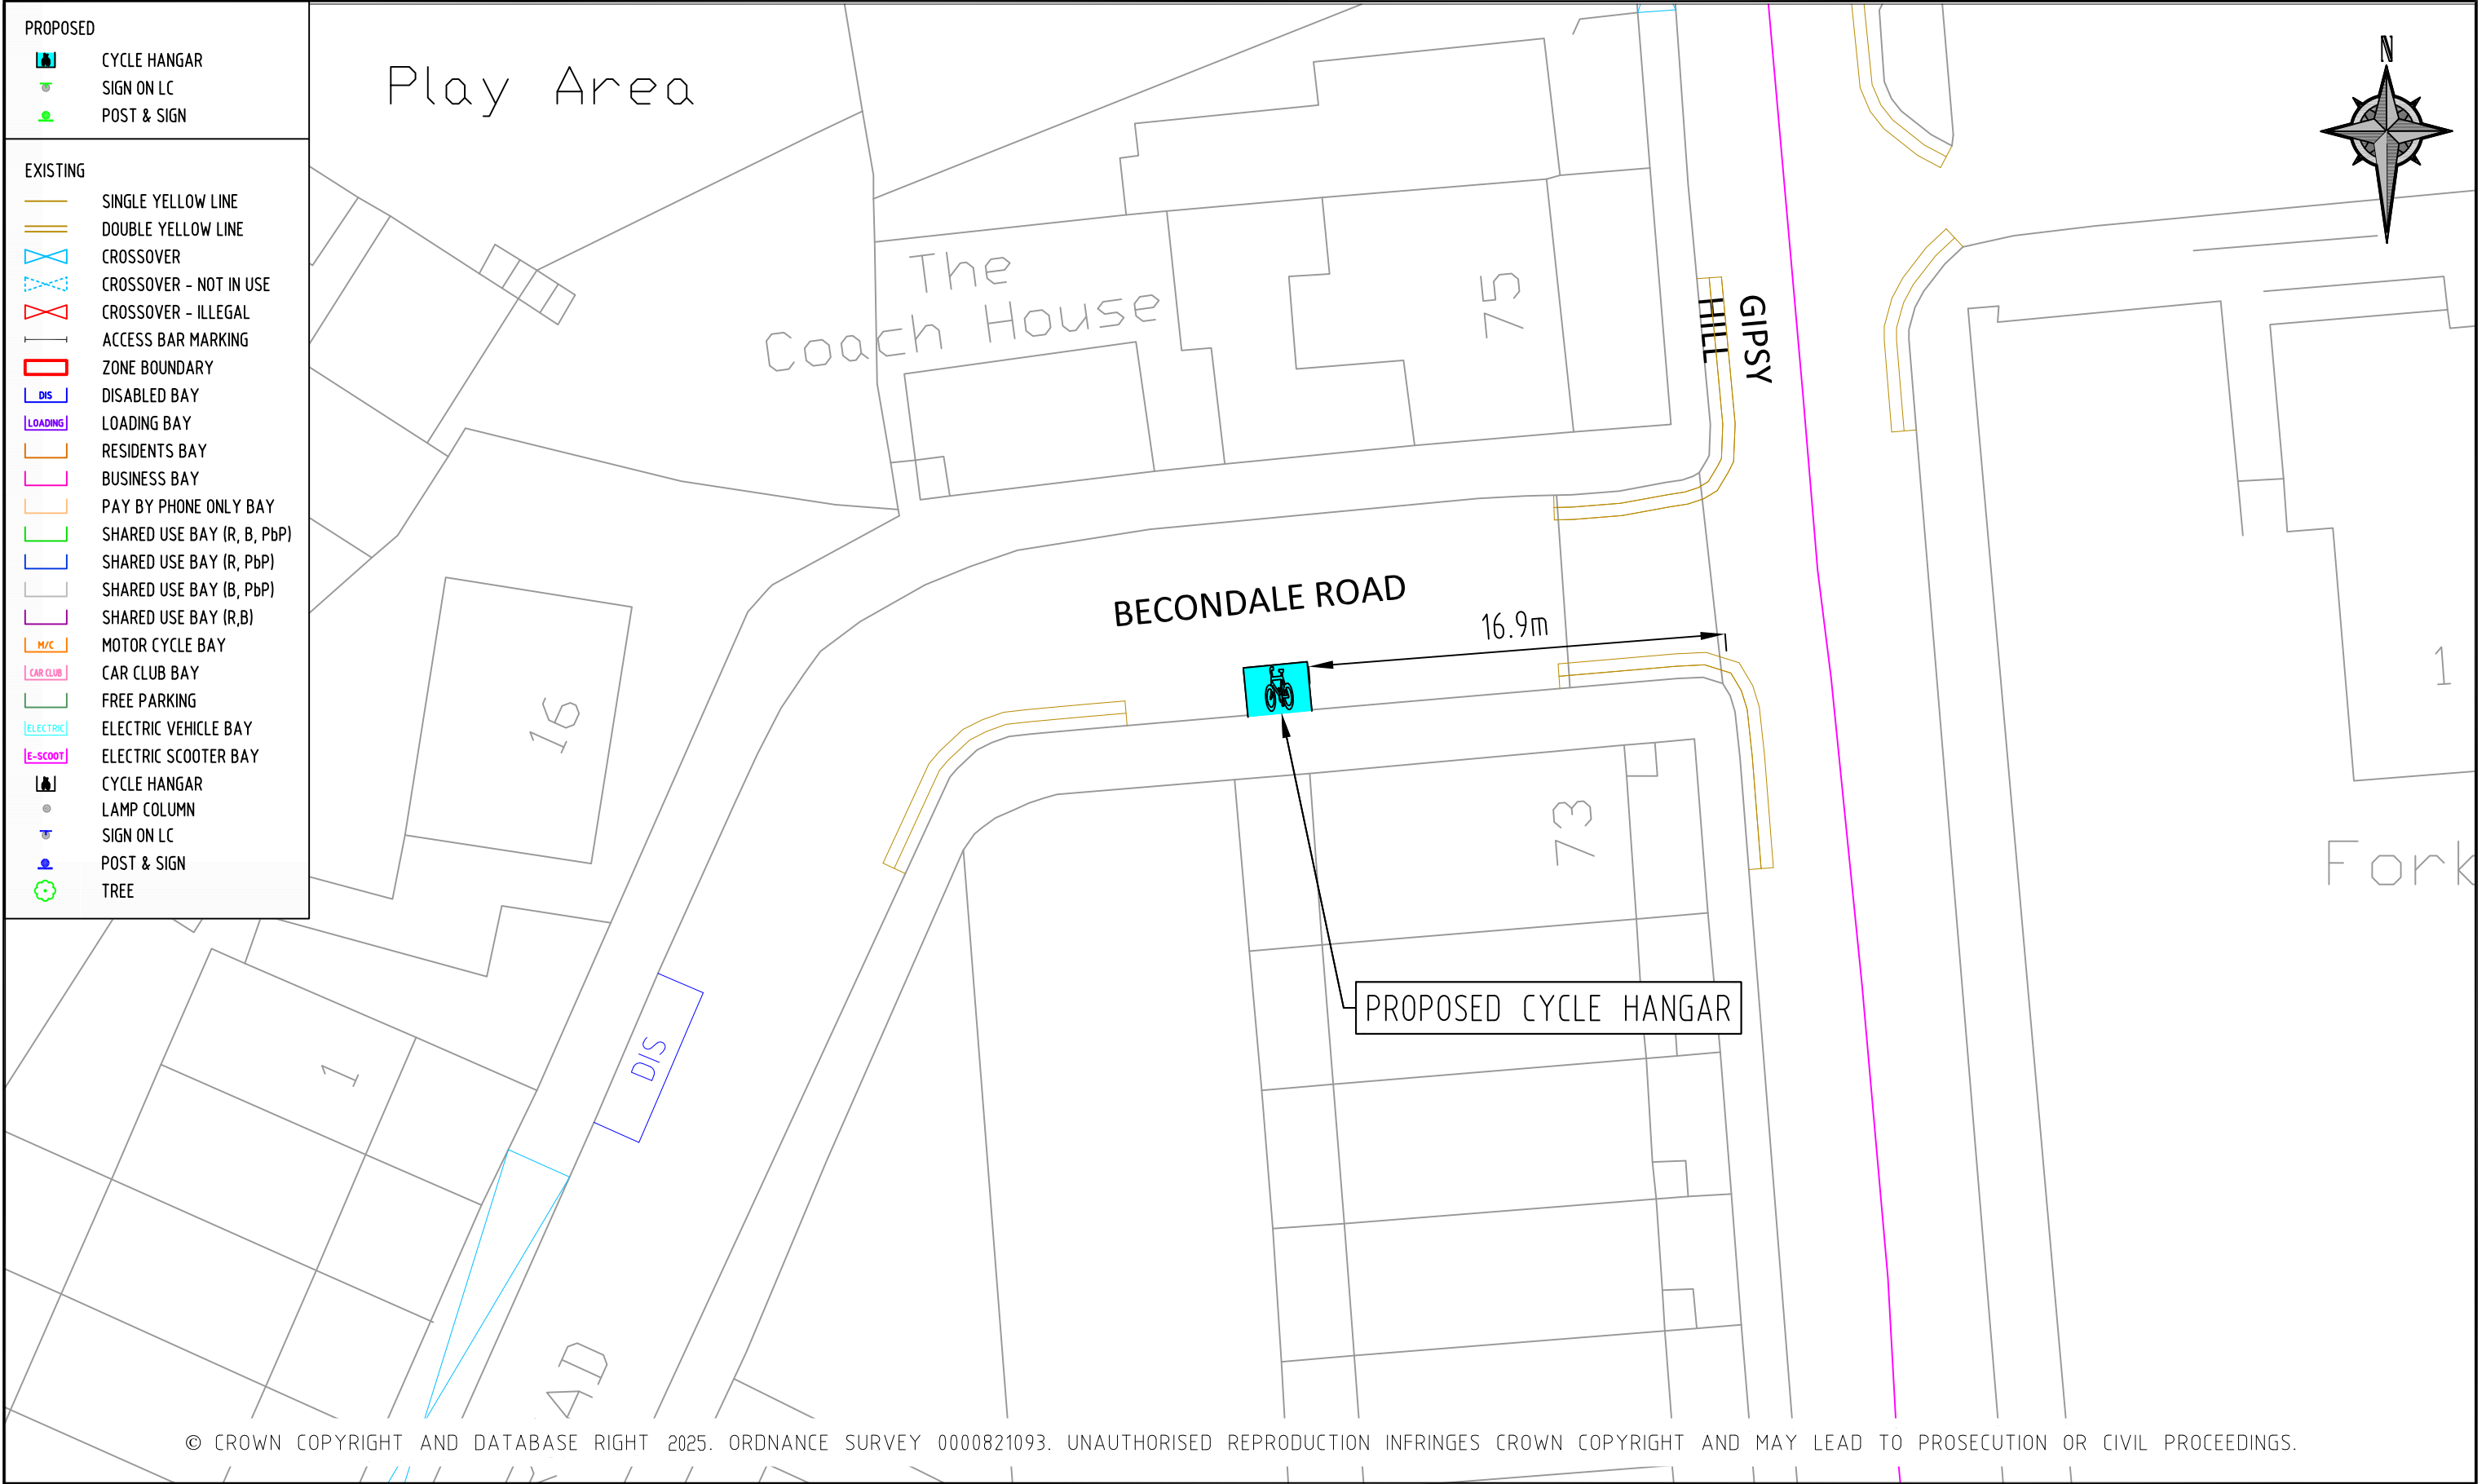 PROPOSED
CYCLE HANGAR
SIGN ON LC
POST & SIGN
EXISTING
SINGLE YELLOW LINE
DOUBLE YELLOW LINE
CROSSOVER
CROSSOVER - NOT IN USE
CROSSOVER - ILLEGAL
ACCESS BAR MARKING
ZONE BOUNDARY
DIS DISABLED BAY
LOADING LOADING BAY
RESIDENTS BAY
BUSINESS BAY
PAY BY PHONE ONLY BAY
SHARED USE BAY (R, B, PbP)
SHARED USE BAY (R, PbP)
SHARED USE BAY (B, PbP)
SHARED USE BAY (R,B)
M/C MOTOR CYCLE BAY
CAR CLUB CAR CLUB BAY
FREE PARKING
ELECTRIC ELECTRIC VEHICLE BAY
E-SCOOT ELECTRIC SCOOTER BAY
CYCLE HANGAR
LAMP COLUMN
SIGN ON LC
POST & SIGN
TREE
Play Area
N
The
Coach House
75
GIPSY
HILL
BECONDALE ROAD
16.9m
16
73
1
Fork
PROPOSED CYCLE HANGAR
DIS
1
AD
© CROWN COPYRIGHT AND DATABASE RIGHT 2025. ORDNANCE SURVEY 0000821093. UNAUTHORISED REPRODUCTION INFRINGES CROWN COPYRIGHT AND MAY LEAD TO PROSECUTION OR CIVIL PROCEEDINGS.